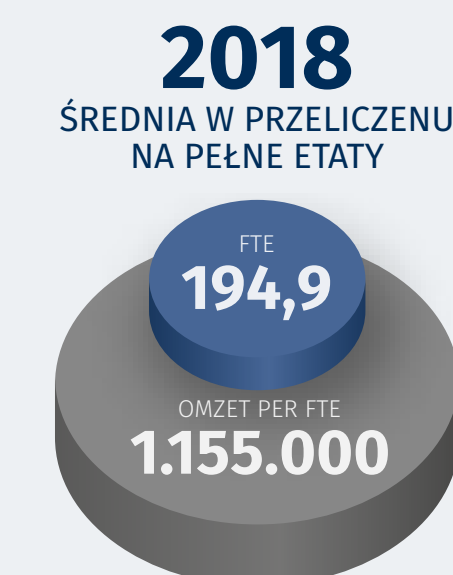 2018
ŚREDNIA W PRZELICZENU
NA PEŁNE ETATY
FTE
194,9
OMZET PER FTE
1.155.000